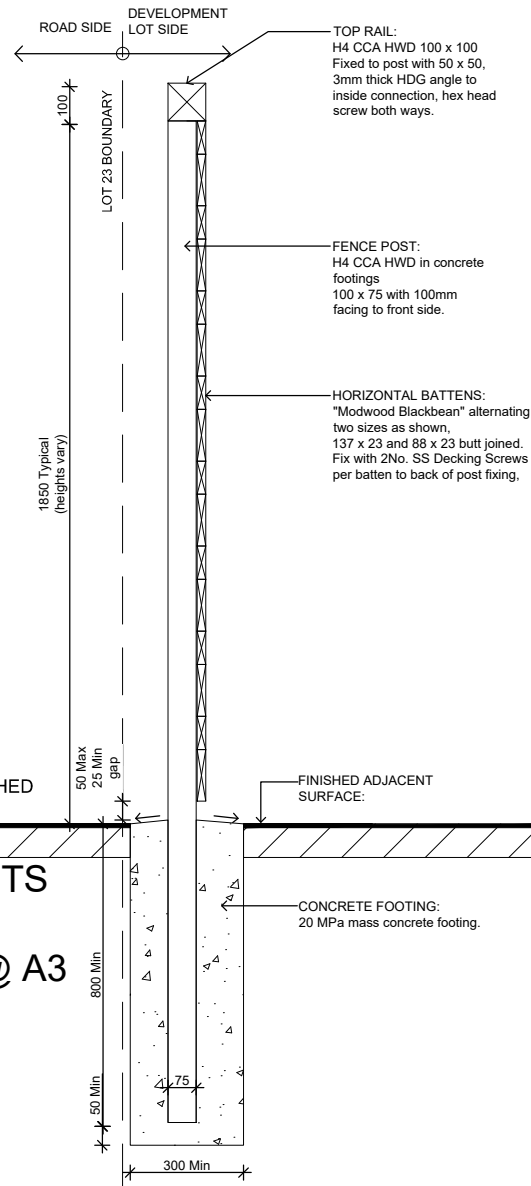 ROAD SIDE
DEVELOPMENT
LOT SIDE
100
LOT 23 BOUNDARY
1850 Typical
(heights vary)
TOP RAIL:
H4 CCA HWD 100 x 100
Fixed to post with 50 x 50,
3mm thick HDG angle to
inside connection, hex head
screw both ways.
FENCE POST:
H4 CCA HWD in concrete
footings
100 x 75 with 100mm
facing to front side.
HORIZONTAL BATTENS:
"Modwood Blackbean" alternating
two sizes as shown,
137 x 23 and 88 x 23 butt joined.
Fix with 2No. SS Decking Screws
per batten to back of post fixing,
50 Max
25 Min
gap
HED
FINISHED ADJACENT
SURFACE:
TS
@ A3
CONCRETE FOOTING:
20 MPa mass concrete footing.
800 Min
50 Min
75
300 Min